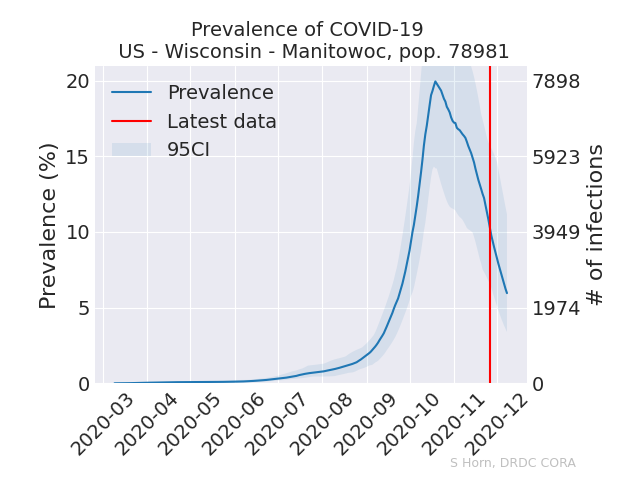 Prevalence of COVID-19
US - Wisconsin - Manitowoc, pop. 78981
Prevalence (%)
20
15
10
5
0
Prevalence
Latest data
95CI
7898
5923
3949
1974
0
# of infections
2020-03
2020-04
2020-05
2020-06
2020-07
2020-08
2020-09
2020-10
2020-11
2020-12
S Horn, DRDC CORA